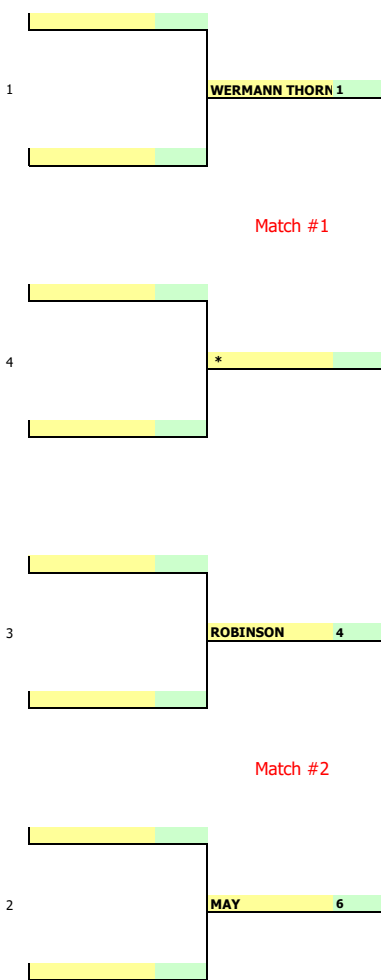 1 WERMANN THORN 1
Match #1
4 *
3 ROBINSON 4
Match #2
2 MAY 6